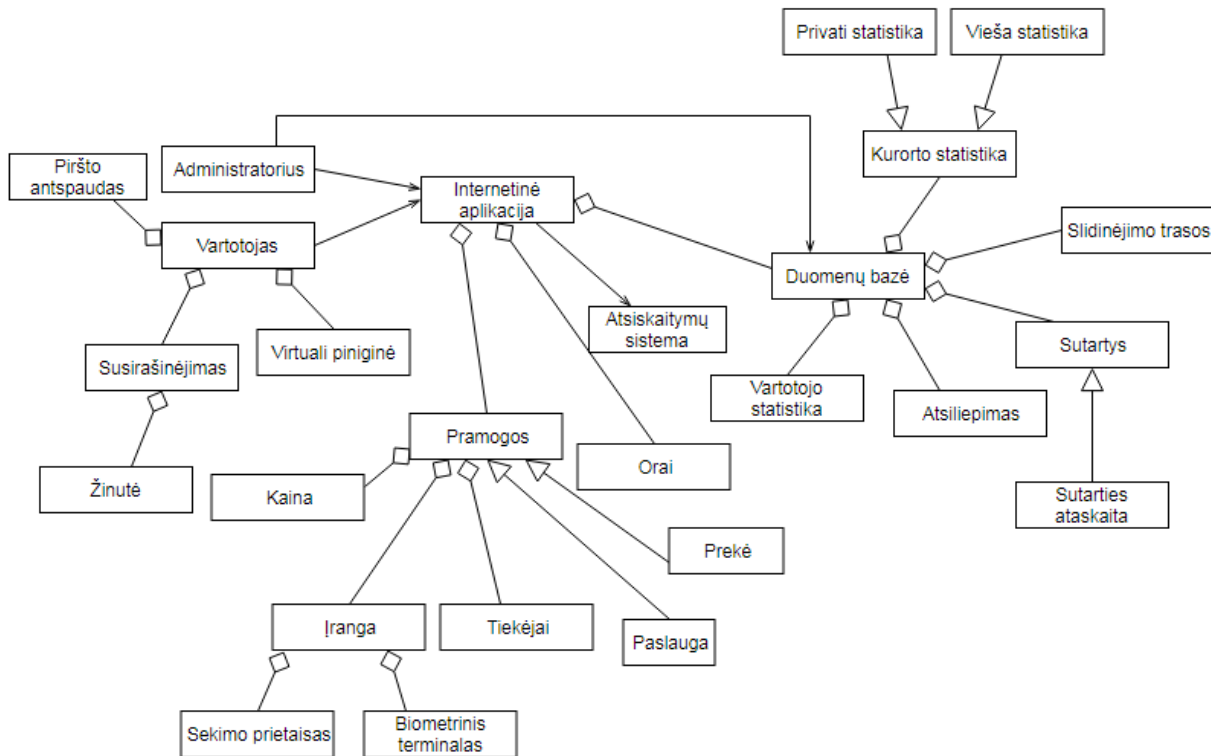 Privati statistika
Vieša statistika
Kurorto statistika
Piršto
antspaudas
Administratorius
Internetinė
aplikacija
Vartotojas
Slidinėjimo trasos
Duomenų bazė
Atsiskaitymų
sistema
Virtuali piniginė
Susirašinėjimas
Sutartys
Vartotojo
statistika
Atsiliepimas
Pramogos
Orai
Žinutė
Kaina
Sutarties
ataskaita
Prekė
Įranga
Tiekėjai
Paslauga
Sekimo prietaisas
Biometrinis
terminalas